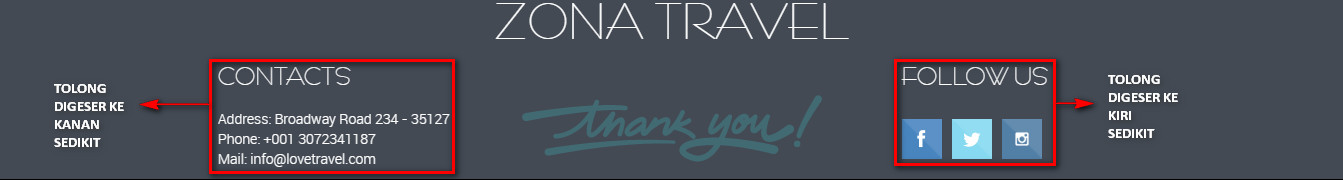 ZONA TRAVEL
TOLONG
DIGESER KE
KANAN
SEDIKIT
CONTACTS
Address: Broadway Road 234 - 35127
Phone: +001 3072341187
Mail: info@lovetravel.com
thank you!
FOLLOW US
TOLONG
DIGESER KE
KIRI
SEDIKIT